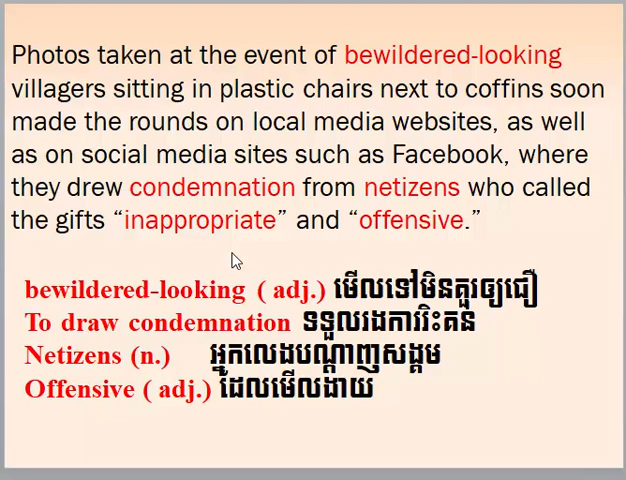 Photos taken at the event of bewildered-looking
villagers sitting in plastic chairs next to coffins soon
made the rounds on local media websites, as well
as on social media sites such as Facebook, where
they drew condemnation from netizens who called
the gifts “inappropriate” and “offensive.”
bewildered-looking ( adj.) មើលទៅមិនគួរឲ្យជឿ
To draw condemnation ទទួលរងការរិះគន់
Netizens (n.) អ្នកលេងបណ្តាញសង្គម
Offensive ( adj.) ដែលមើលងាយ